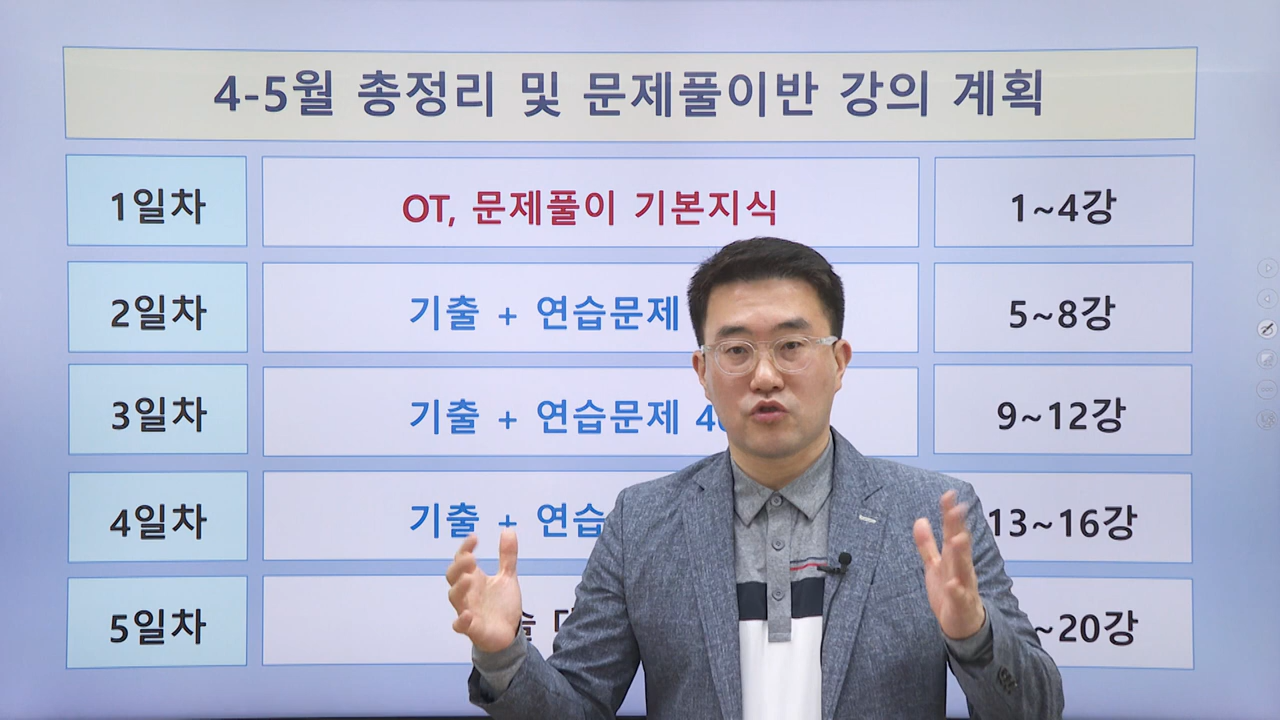 4-5월 총정리 및 문제풀이반 강의 계획
1일차 OT, 문제풀이 기본지식 1~4강
2일차 기출 + 연습문제 5~8강
3일차 기출 + 연습문제 9~12강
4일차 기출 + 연습 13~16강
5일차 ~20강